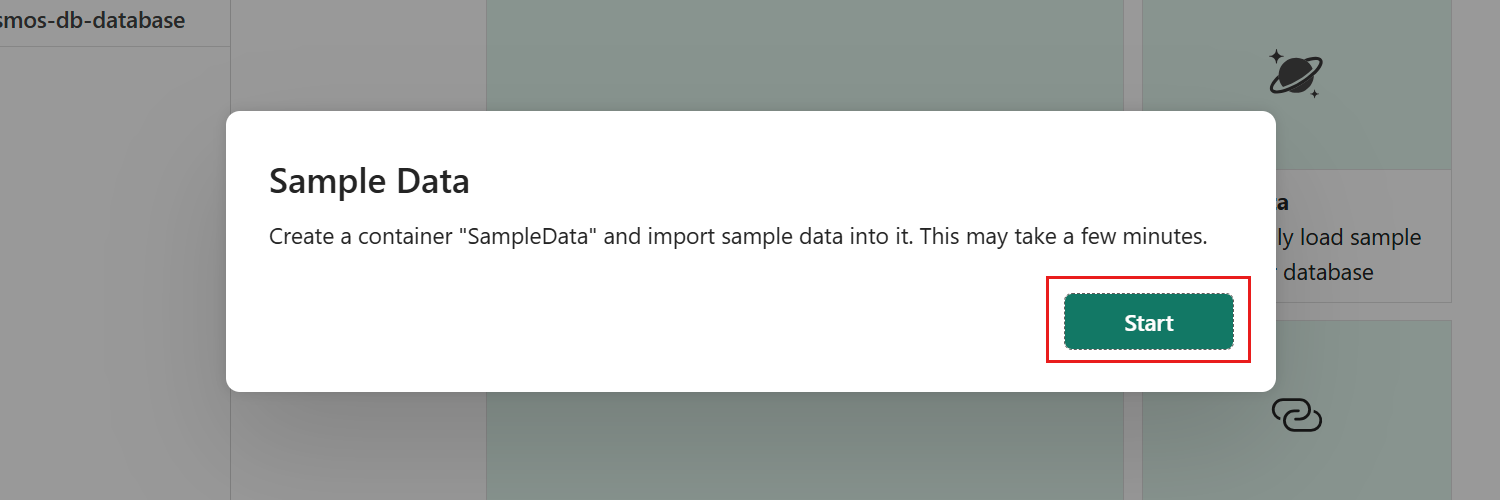 smos-db-database
Sample Data
Create a container "SampleData" and import sample data into it. This may take a few minutes.
Start
a
ly load sample
database